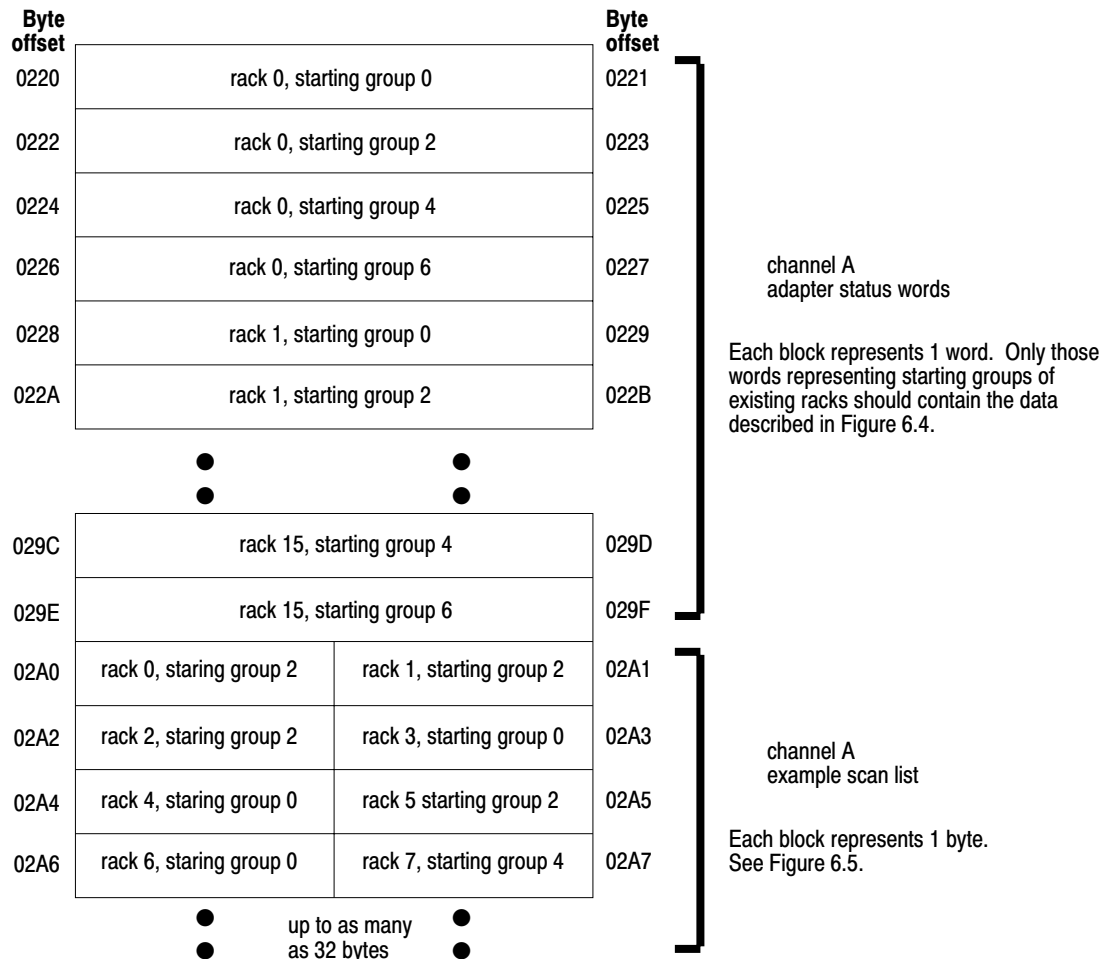 Byte offset
Byte offset
0220 rack 0, starting group 0 0221
0222 rack 0, starting group 2 0223
0224 rack 0, starting group 4 0225
0226 rack 0, starting group 6 0227
0228 rack 1, starting group 0 0229
022A rack 1, starting group 2 022B
029C rack 15, starting group 4 029D
029E rack 15, starting group 6 029F
channel A
adapter status words
Each block represents 1 word. Only those
words representing starting groups of
existing racks should contain the data
described in Figure 6.4.
02A0 rack 0, staring group 2 rack 1, starting group 2 02A1
02A2 rack 2, staring group 2 rack 3, starting group 0 02A3
02A4 rack 4, staring group 0 rack 5 starting group 2 02A5
02A6 rack 6, staring group 0 rack 7, starting group 4 02A7
up to as many
as 32 bytes
channel A
example scan list
Each block represents 1 byte.
See Figure 6.5.